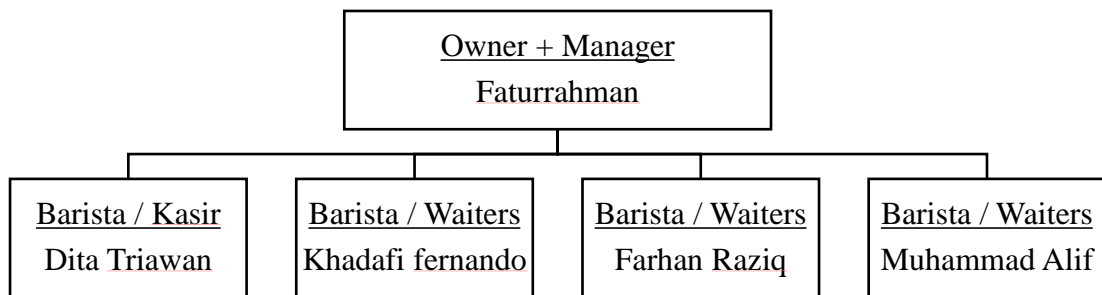 Owner + Manager
Faturrahman
Barista / Kasir
Dita Triawan
Barista / Waiters
Khadafi fernando
Barista / Waiters
Farhan Raziq
Barista / Waiters
Muhammad Alif